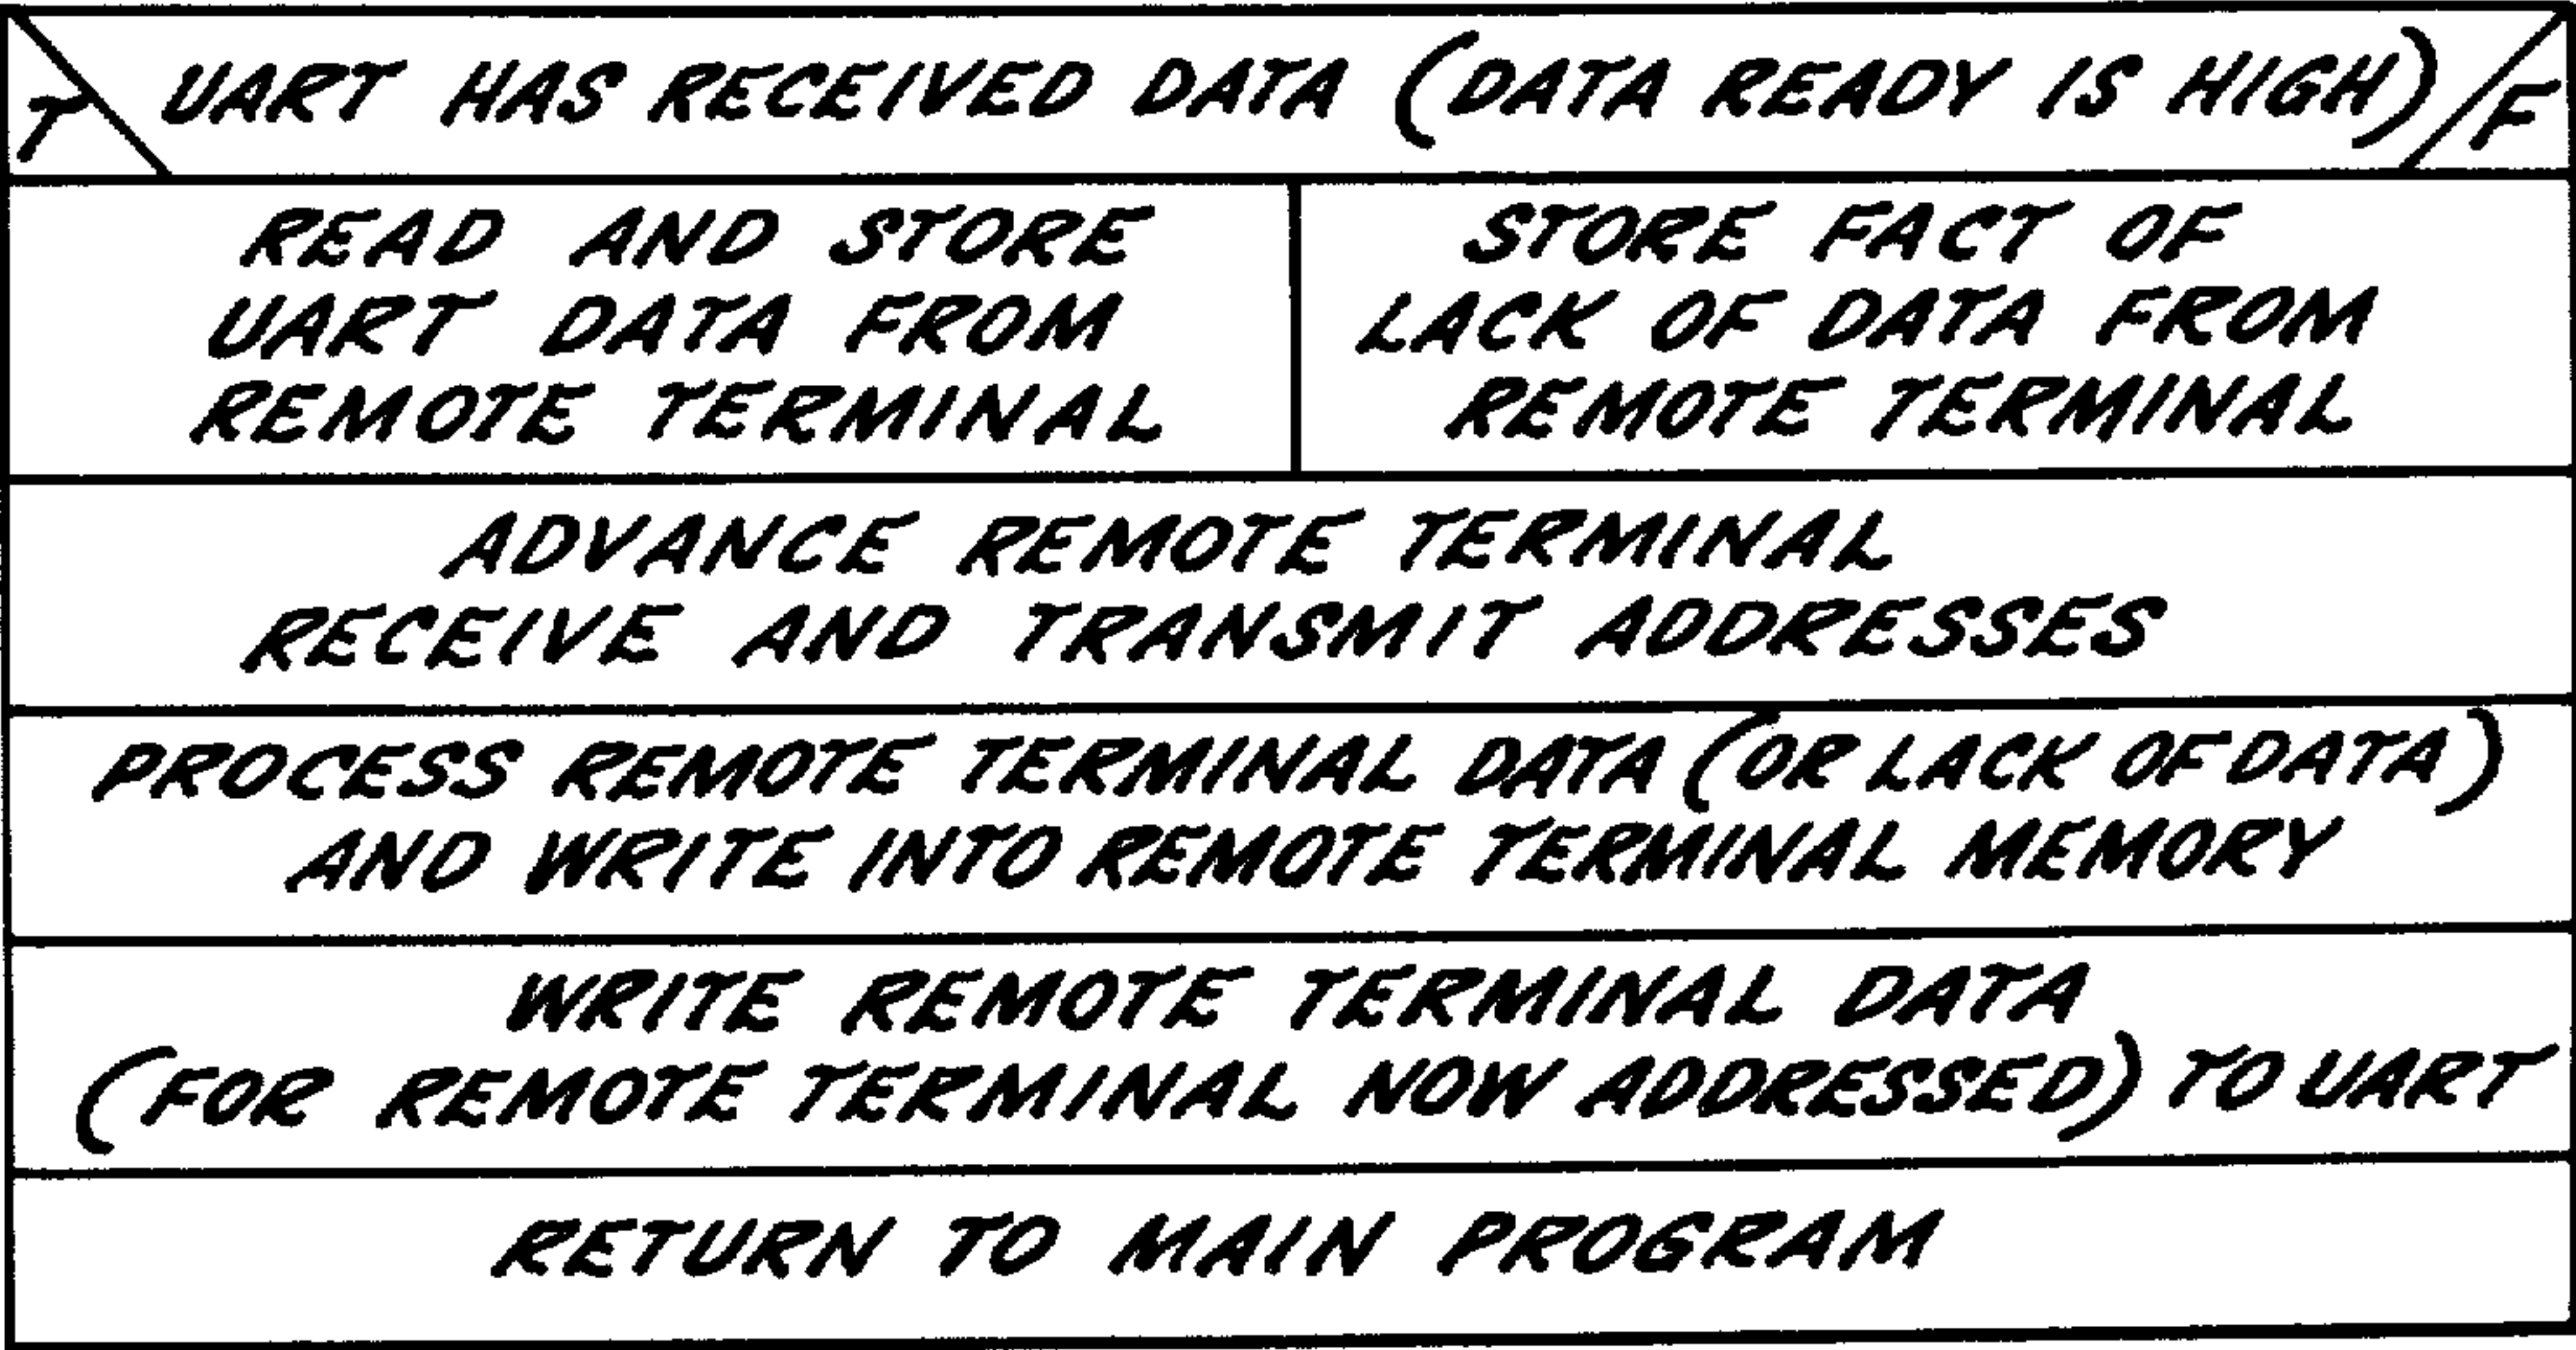 T UART HAS RECEIVED DATA (DATA READY IS HIGH) F
READ AND STORE
UART DATA FROM
REMOTE TERMINAL
STORE FACT OF
LACK OF DATA FROM
REMOTE TERMINAL
ADVANCE REMOTE TERMINAL
RECEIVE AND TRANSMIT ADDRESSES
PROCESS REMOTE TERMINAL DATA (OR LACK OF DATA)
AND WRITE INTO REMOTE TERMINAL MEMORY
WRITE REMOTE TERMINAL DATA
(FOR REMOTE TERMINAL NOW ADDRESSED) TO UART
RETURN TO MAIN PROGRAM